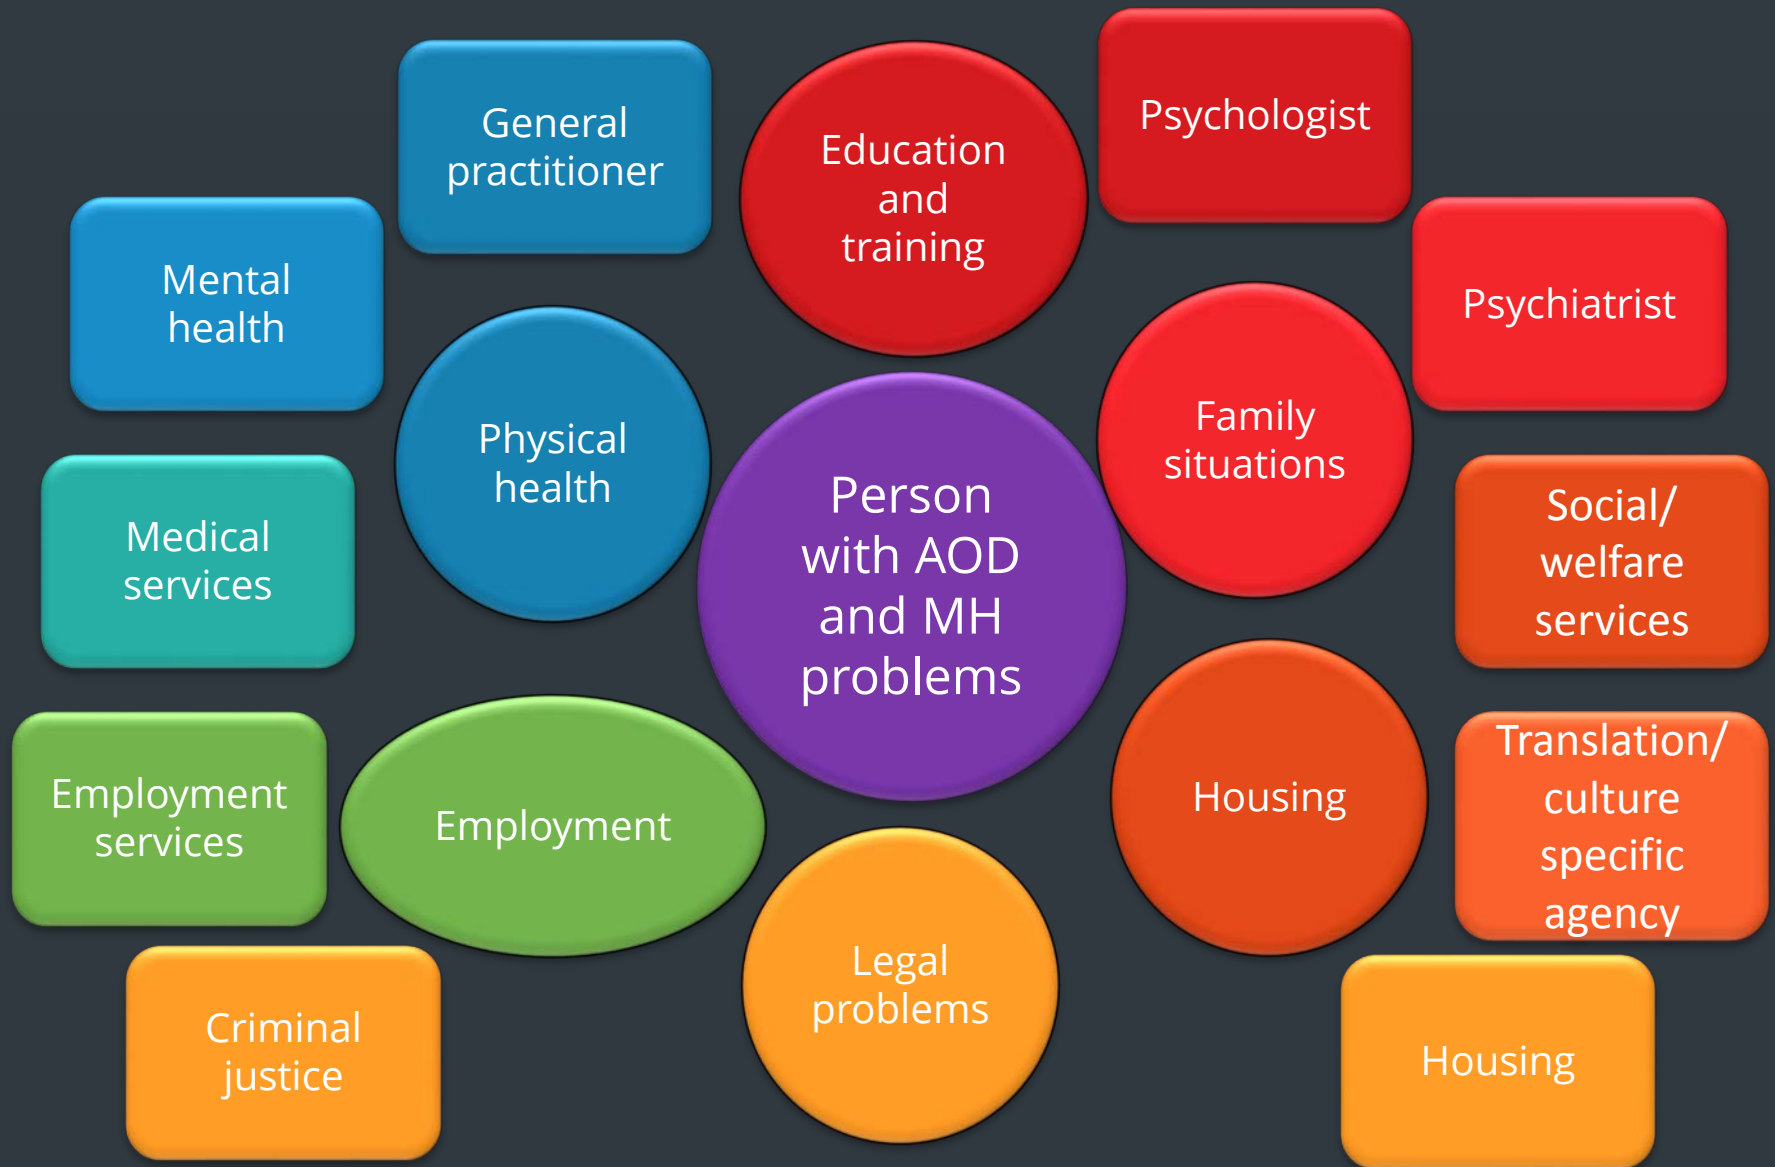 General
practitioner
Education
and
training
Psychologist
Mental
health
Psychiatrist
Physical
health
Family
situations
Person
with AOD
and MH
problems
Medical
services
Social/
welfare
services
Employment
services
Employment
Housing
Translation/
culture
specific
agency
Criminal
justice
Legal
problems
Housing